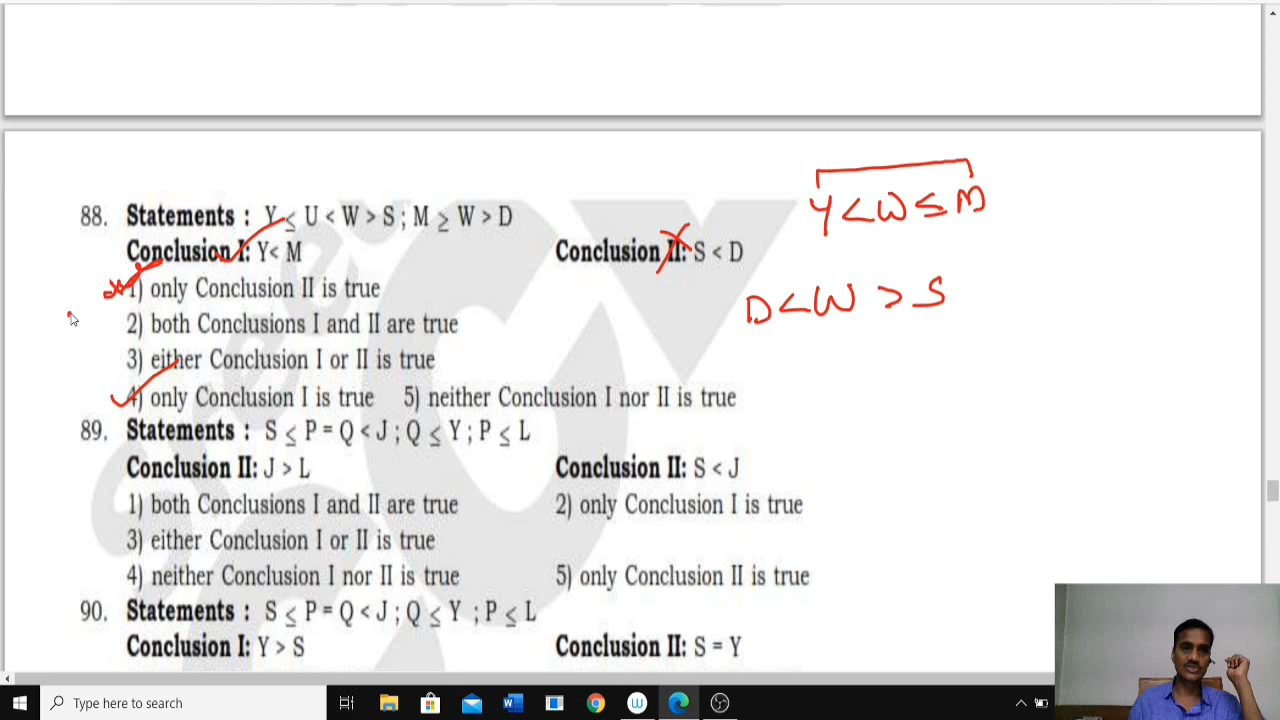 88. Statements : Y ≤ U < W > S ; M ≥ W > D
Conclusion I: Y< M Conclusion II: S < D
1) only Conclusion II is true
2) both Conclusions I and II are true
3) either Conclusion I or II is true
4) only Conclusion I is true 5) neither Conclusion I nor II is true
Y < W ≤ M
D < W > S
89. Statements : S ≤ P = Q < J ; Q ≤ Y ; P ≤ L
Conclusion II: J > L Conclusion II: S < J
1) both Conclusions I and II are true 2) only Conclusion I is true
3) either Conclusion I or II is true
4) neither Conclusion I nor II is true 5) only Conclusion II is true
90. Statements : S ≤ P = Q < J ; Q ≤ Y ; P ≤ L
Conclusion I: Y > S Conclusion II: S = Y
Type here to search